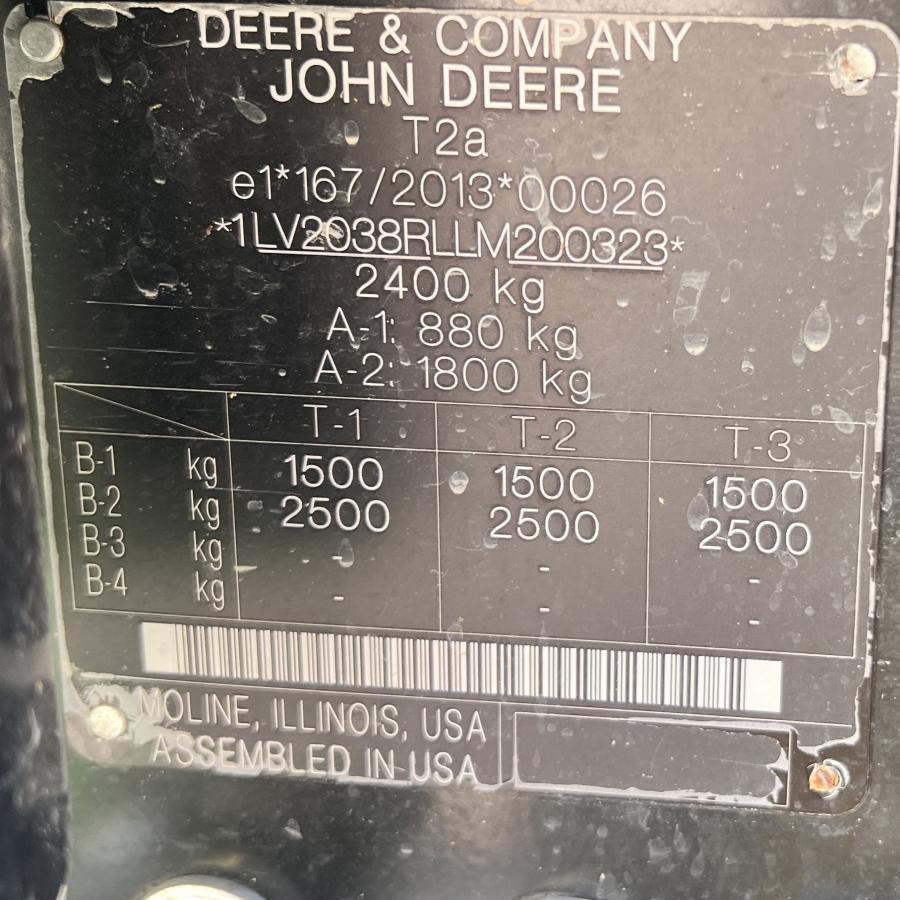 DEERE & COMPANY
JOHN DEERE
T2a
e1*167/2013*00026
*1LV2038RLLM200323*
2400 kg
A-1: 880 kg
A-2: 1800 kg
T-1 T-2 T-3
B-1 kg 1500 1500 1500
B-2 kg 2500 2500 2500
B-3 kg - - -
B-4 kg - - -
MOLINE, ILLINOIS, USA
ASSEMBLED IN USA